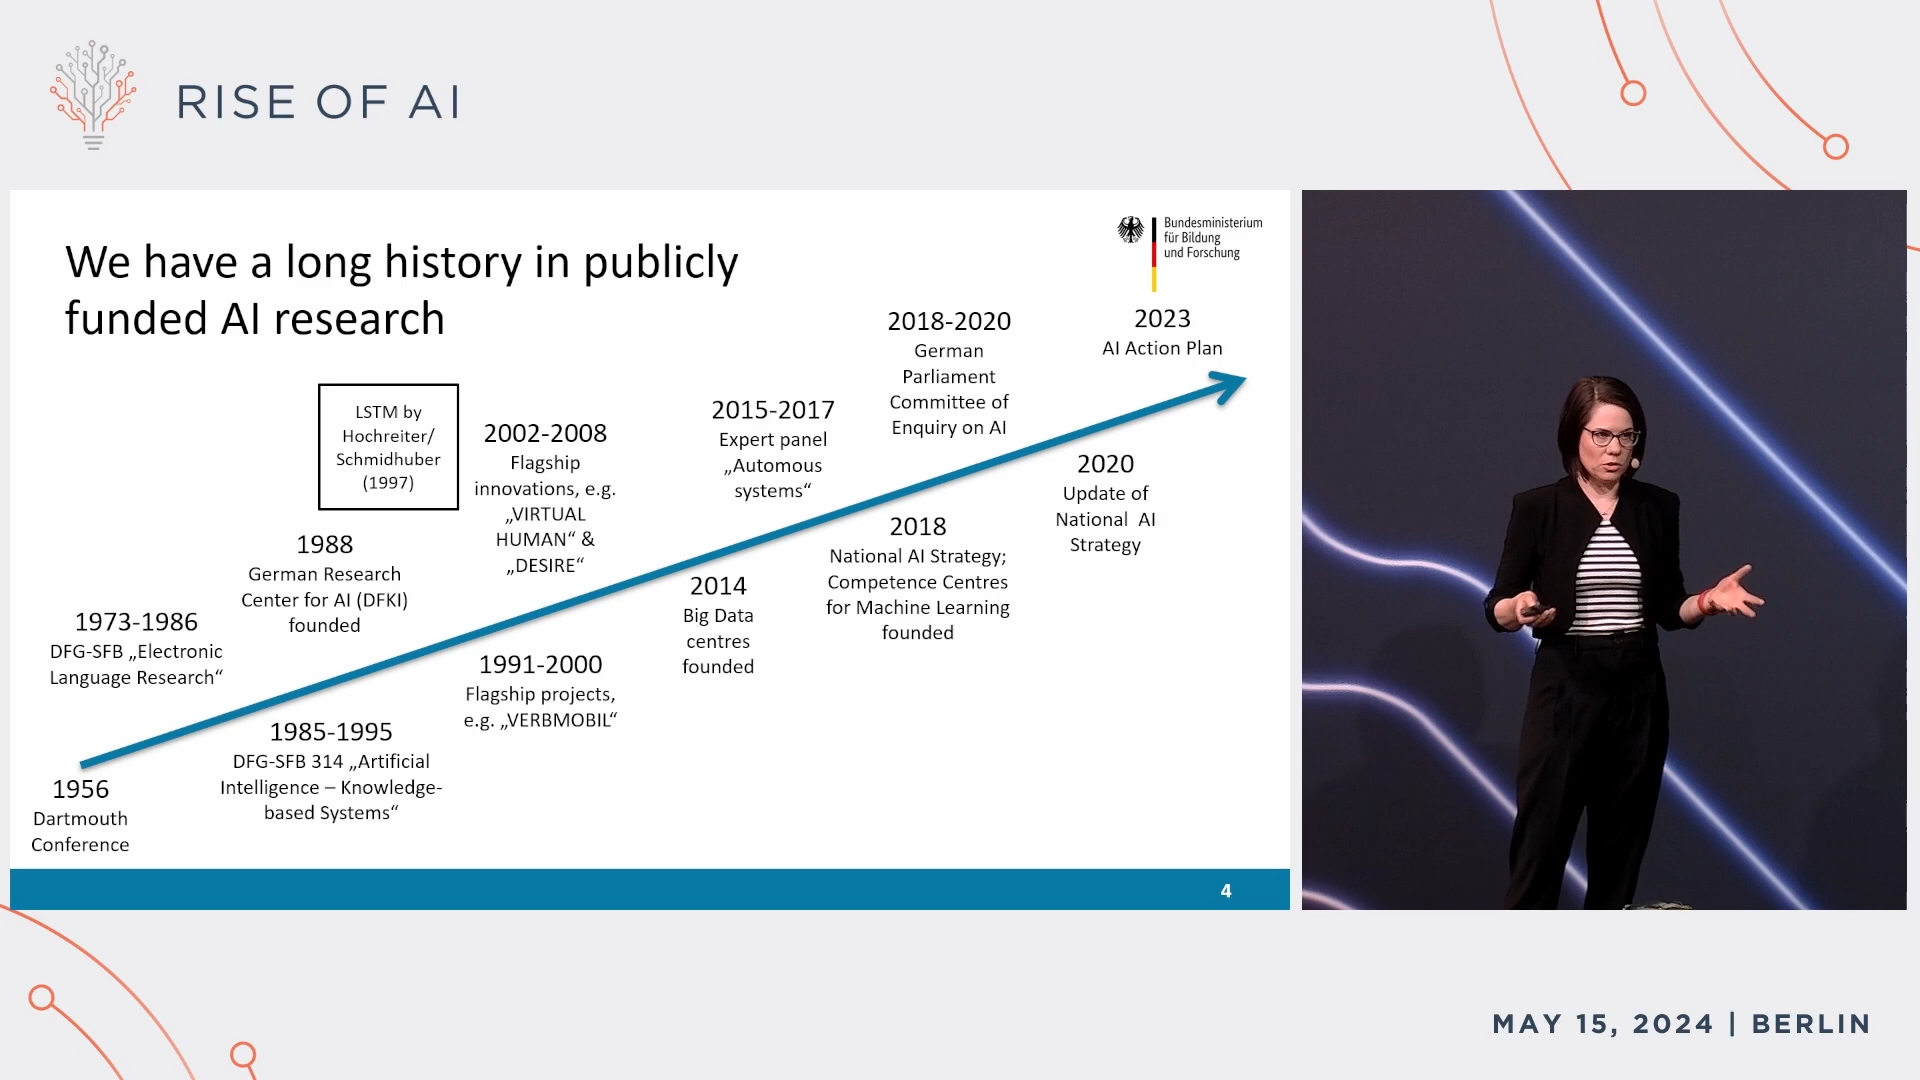 RISE OF AI
We have a long history in publicly
funded AI research
Bundesministerium
für Bildung
und Forschung
2023
AI Action Plan
2018-2020
German
Parliament
Committee of
Enquiry on AI
2015-2017
Expert panel
„Automous
systems“
2002-2008
Flagship
innovations, e.g.
„VIRTUAL
HUMAN“ &
„DESIRE“
LSTM by
Hochreiter/
Schmidhuber
(1997)
1988
German Research
Center for AI (DFKI)
founded
1973-1986
DFG-SFB „Electronic
Language Research“
1956
Dartmouth
Conference
1985-1995
DFG-SFB 314 „Artificial
Intelligence – Knowledge-
based Systems“
1991-2000
Flagship projects,
e.g. „VERBMOBIL“
2014
Big Data
centres
founded
2018
National AI Strategy;
Competence Centres
for Machine Learning
founded
2020
Update of
National AI
Strategy
4
MAY 15, 2024 | BERLIN